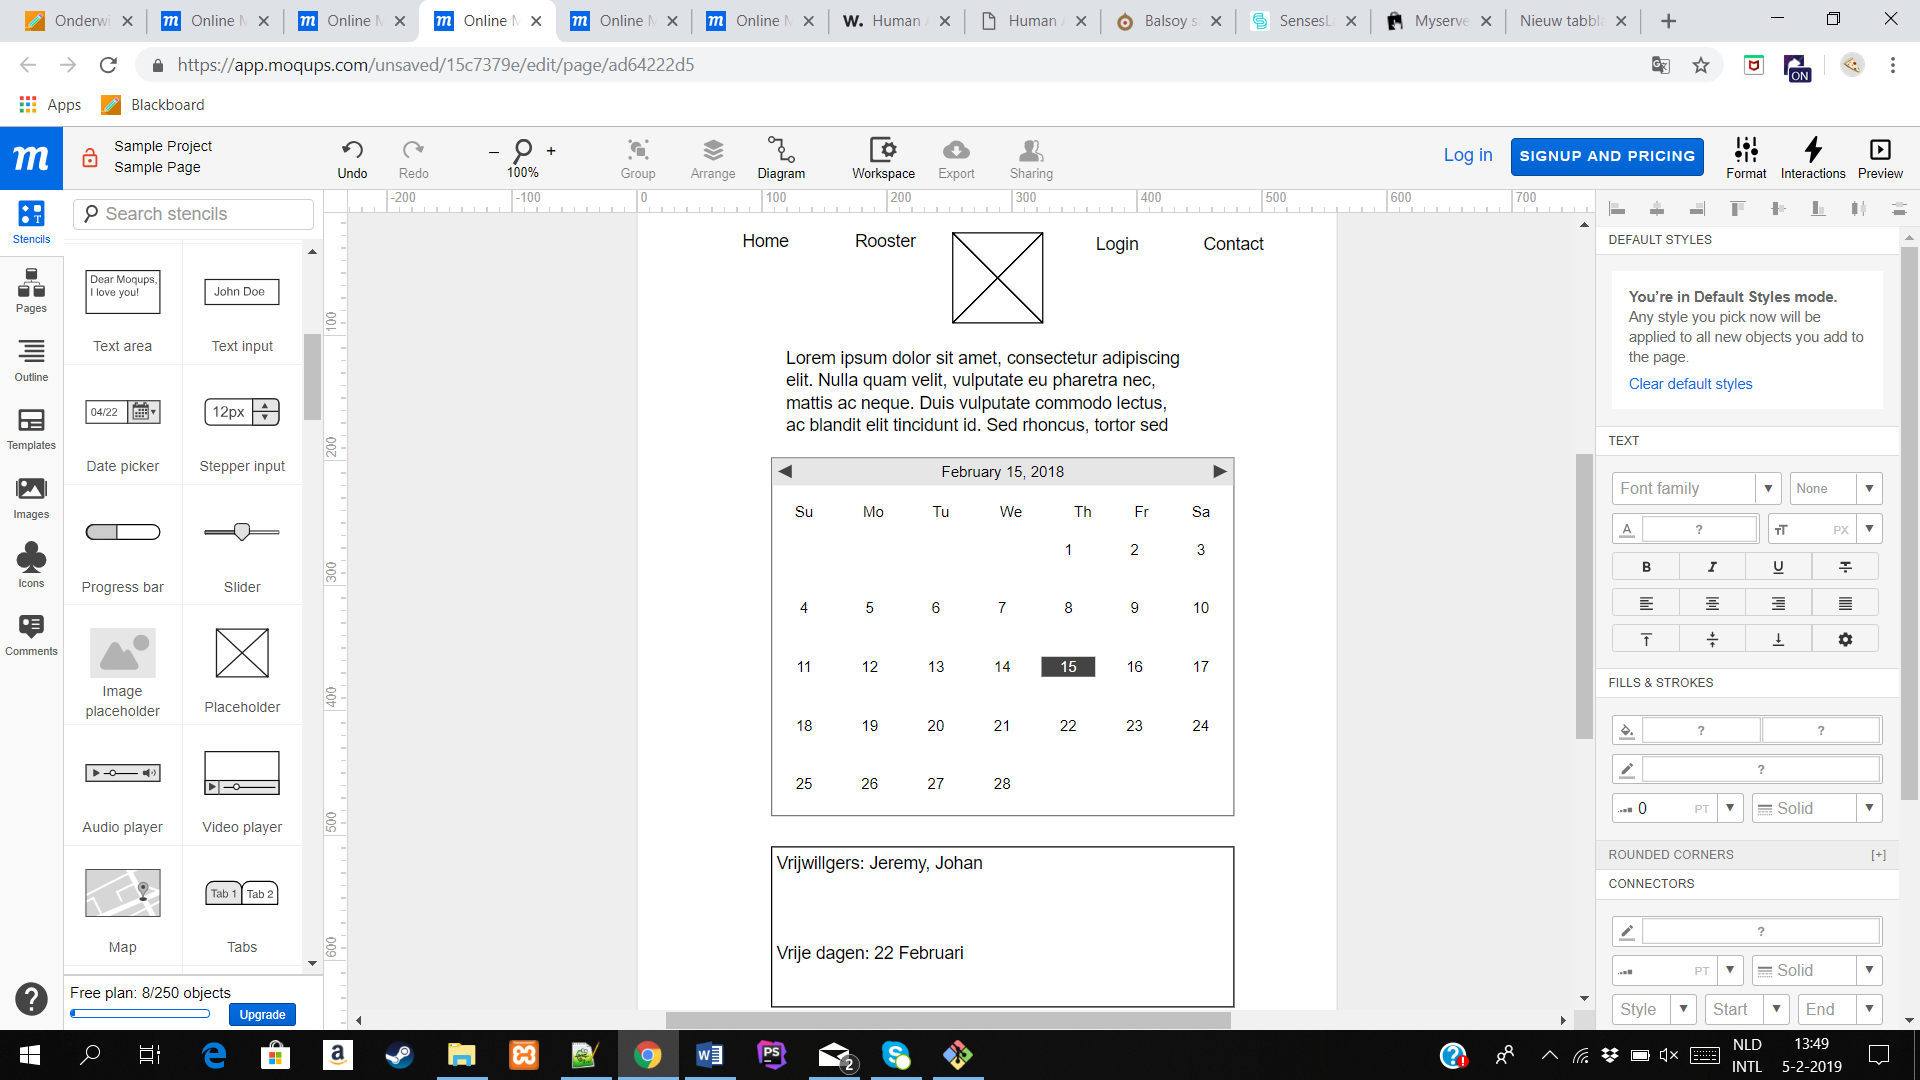 Onderwi
Online M
Online M
Online M
Online M
Online M
W. Human
Human
Balsoy s
SensesL
Myserve
Nieuw tabbl
https://app.moqups.com/unsaved/15c7379e/edit/page/ad64222d5
ON
Apps
Blackboard
m
Sample Project
Sample Page
Undo
Redo
– 100% +
Group
Arrange
Diagram
Workspace
Export
Sharing
Log in
SIGNUP AND PRICING
Format
Interactions
Preview
Stencils
Pages
Outline
Templates
Images
Icons
Comments
Search stencils
Dear Moqups,
I love you!
John Doe
Text area
Text input
04/22
12px
Date picker
Stepper input
Progress bar
Slider
Image
placeholder
Placeholder
Audio player
Video player
Tab 1 Tab 2
Map
Tabs
Free plan: 8/250 objects
Upgrade
-200 -100 0 100 200 300 400 500 600 700
100
200
300
400
500
600
Home Rooster Login Contact
Lorem ipsum dolor sit amet, consectetur adipiscing
elit. Nulla quam velit, vulputate eu pharetra nec,
mattis ac neque. Duis vulputate commodo lectus,
ac blandit elit tincidunt id. Sed rhoncus, tortor sed
February 15, 2018
Su Mo Tu We Th Fr Sa
1 2 3
4 5 6 7 8 9 10
11 12 13 14 15 16 17
18 19 20 21 22 23 24
25 26 27 28
Vrijwillgers: Jeremy, Johan
Vrije dagen: 22 Februari
DEFAULT STYLES
You’re in Default Styles mode.
Any style you pick now will be
applied to all new objects you add to
the page.
Clear default styles
TEXT
Font family None
A ? TT PX
B I U
FILLS & STROKES
? ?
?
0 PT Solid
ROUNDED CORNERS [+]
CONNECTORS
?
PT Solid
Style Start End
2
NLD
INTL
13:49
5-2-2019